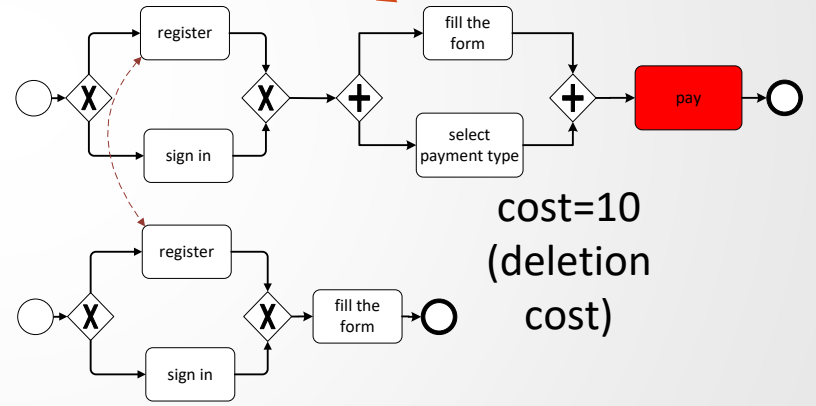 register
sign in
fill the
form
select
payment type
pay
register
sign in
fill the
form
cost=10
(deletion
cost)